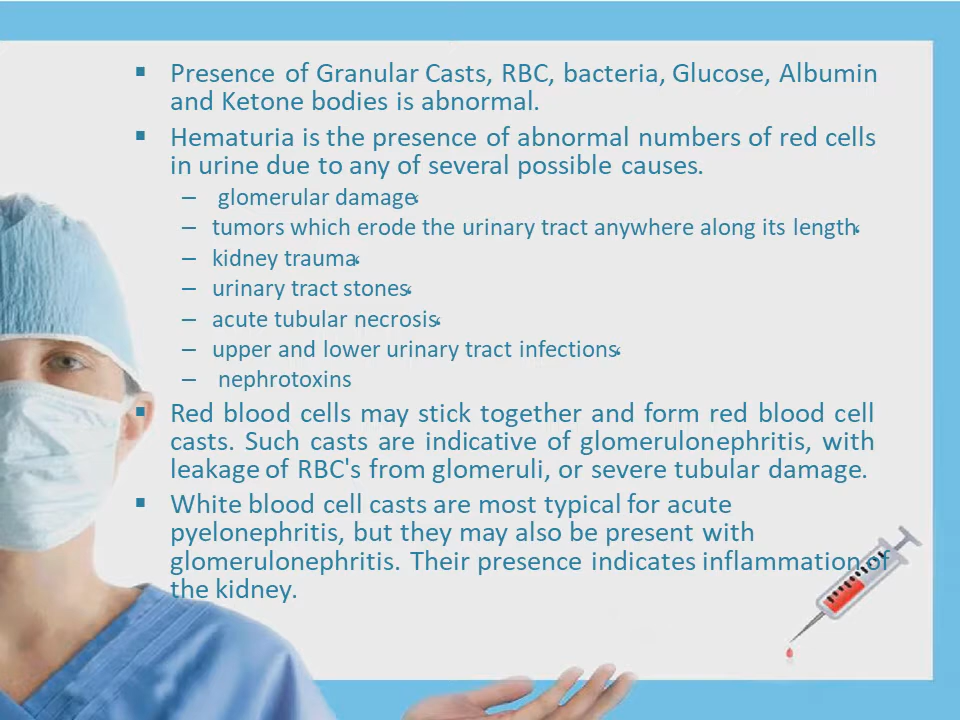 ▪ Presence of Granular Casts, RBC, bacteria, Glucose, Albumin
and Ketone bodies is abnormal.
▪ Hematuria is the presence of abnormal numbers of red cells
in urine due to any of several possible causes.
– glomerular damage،
– tumors which erode the urinary tract anywhere along its length،
– kidney trauma،
– urinary tract stones،
– acute tubular necrosis،
– upper and lower urinary tract infections،
– nephrotoxins
▪ Red blood cells may stick together and form red blood cell
casts. Such casts are indicative of glomerulonephritis, with
leakage of RBC's from glomeruli, or severe tubular damage.
▪ White blood cell casts are most typical for acute
pyelonephritis, but they may also be present with
glomerulonephritis. Their presence indicates inflammation of
the kidney.